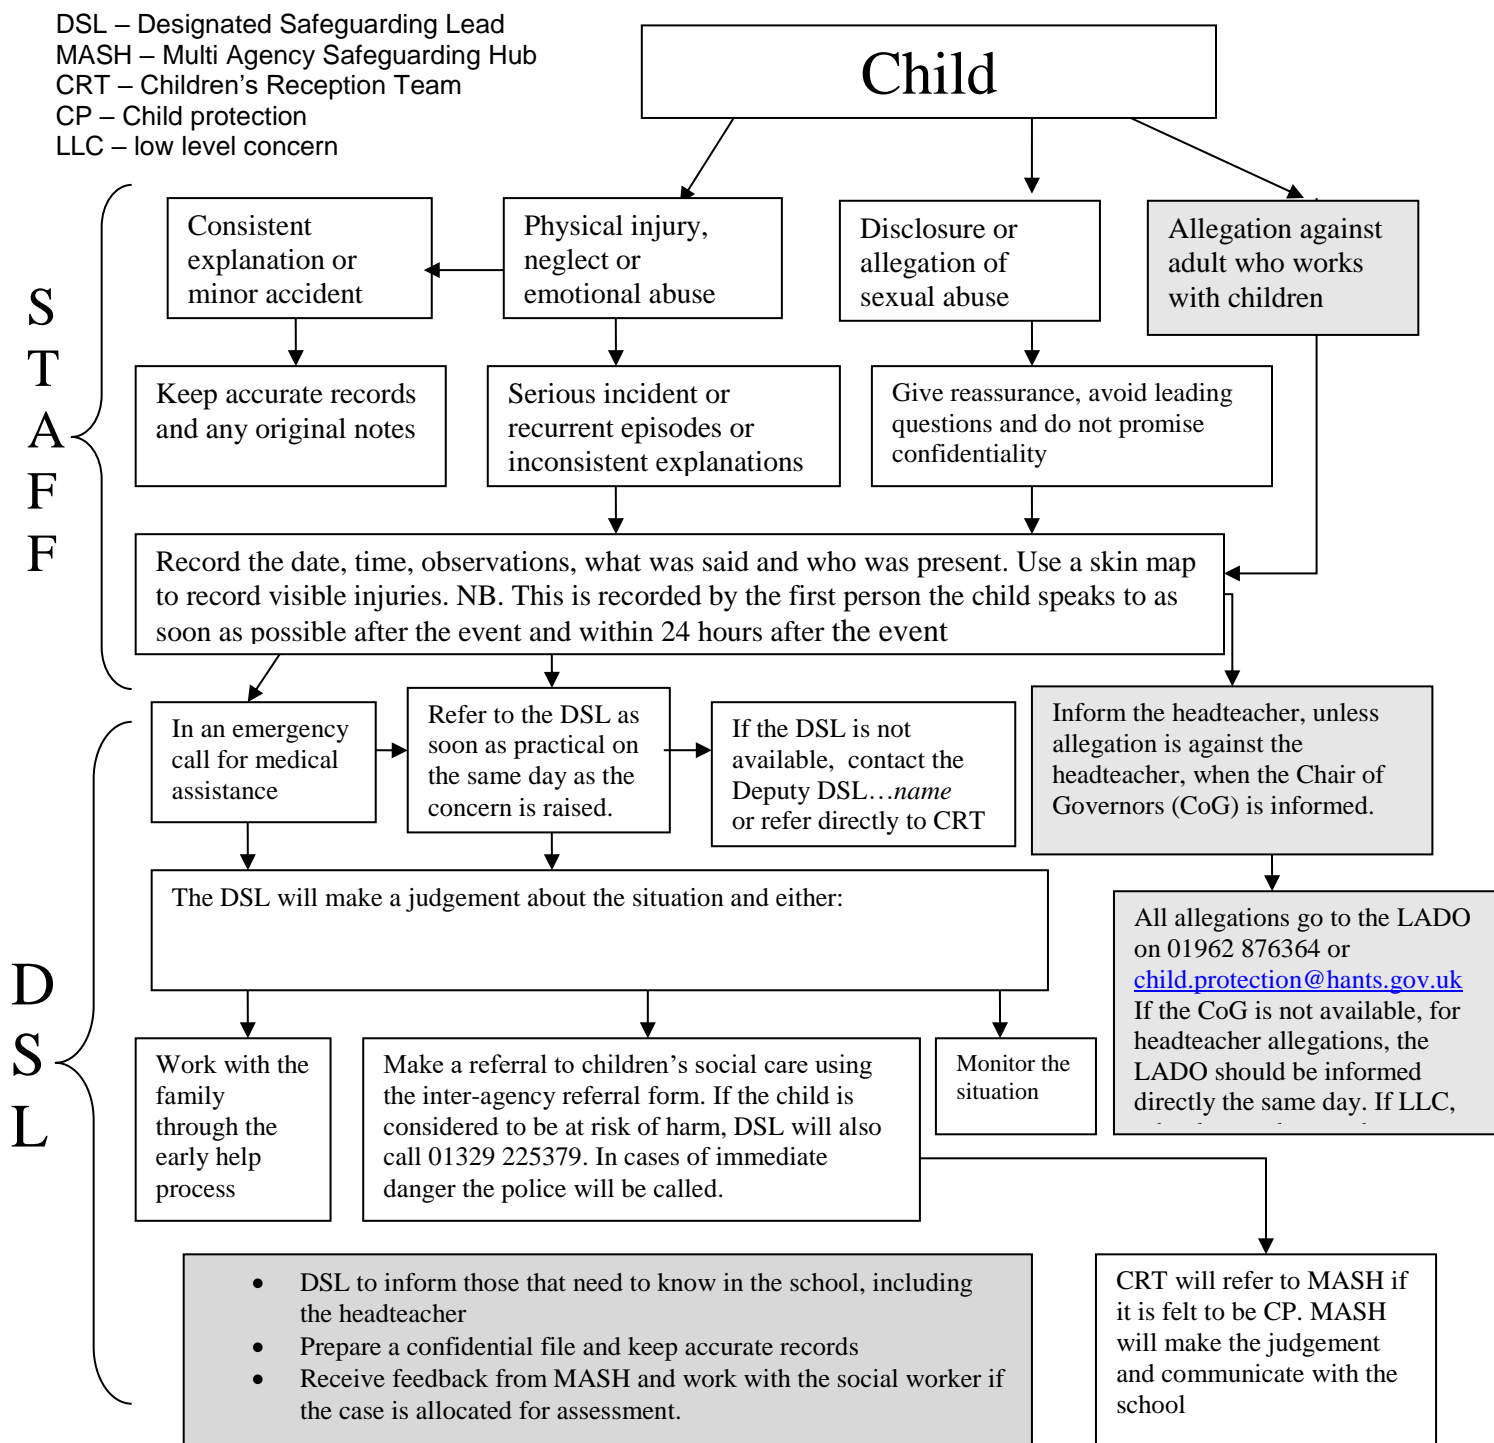 DSL – Designated Safeguarding Lead
MASH – Multi Agency Safeguarding Hub
CRT – Children's Reception Team
CP – Child protection
LLC – low level concern
Child
S
T
A
F
F
Consistent
explanation or
minor accident
Physical injury,
neglect or
emotional abuse
Disclosure or
allegation of
sexual abuse
Allegation against
adult who works
with children
Keep accurate records
and any original notes
Serious incident or
recurrent episodes or
inconsistent explanations
Give reassurance, avoid leading
questions and do not promise
confidentiality
Record the date, time, observations, what was said and who was present. Use a skin map
to record visible injuries. NB. This is recorded by the first person the child speaks to as
soon as possible after the event and within 24 hours after the event
D
S
L
In an emergency
call for medical
assistance
Refer to the DSL as
soon as practical on
the same day as the
concern is raised.
If the DSL is not
available, contact the
Deputy DSL…name
or refer directly to CRT
Inform the headteacher, unless
allegation is against the
headteacher, when the Chair of
Governors (CoG) is informed.
The DSL will make a judgement about the situation and either:
All allegations go to the LADO
on 01962 876364 or
child.protection@hants.gov.uk
If the CoG is not available, for
headteacher allegations, the
LADO should be informed
directly the same day. If LLC,
Work with the
family
through the
early help
process
Make a referral to children's social care using
the inter-agency referral form. If the child is
considered to be at risk of harm, DSL will also
call 01329 225379. In cases of immediate
danger the police will be called.
Monitor the
situation
• DSL to inform those that need to know in the school, including
the headteacher
• Prepare a confidential file and keep accurate records
• Receive feedback from MASH and work with the social worker if
the case is allocated for assessment.
CRT will refer to MASH if
it is felt to be CP. MASH
will make the judgement
and communicate with the
school